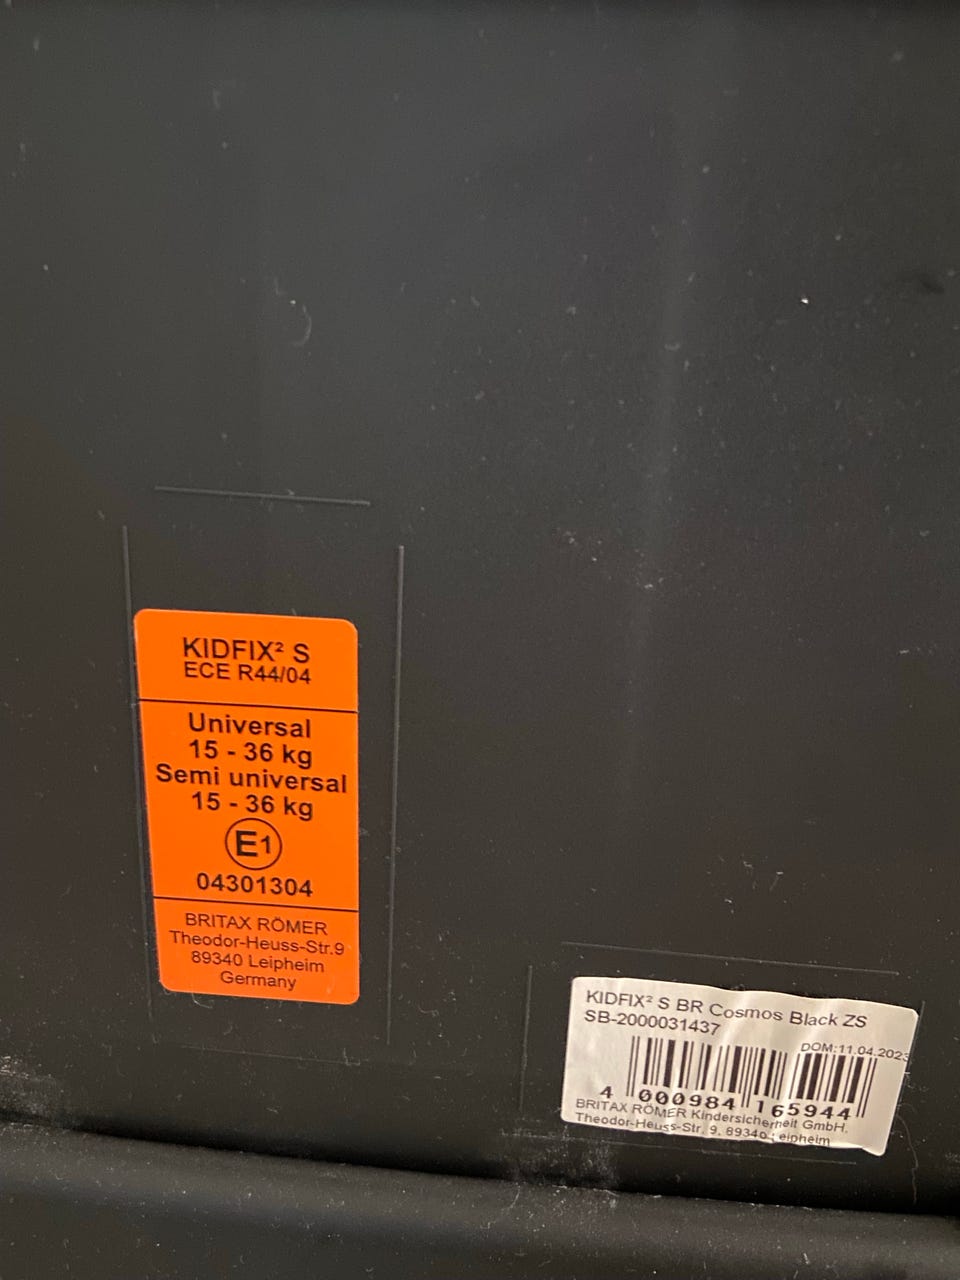 KIDFIX² S
ECE R44/04
Universal
15 - 36 kg
Semi universal
15 - 36 kg
E1
04301304
BRITAX RÖMER
Theodor-Heuss-Str.9
89340 Leipheim
Germany
KIDFIX² S BR Cosmos Black ZS
SB-2000031437
DOM:11.04.2023
4 000984 165944
BRITAX RÖMER Kindersicherheit GmbH.
Theodor-Heuss-Str. 9, 89340 Leipheim